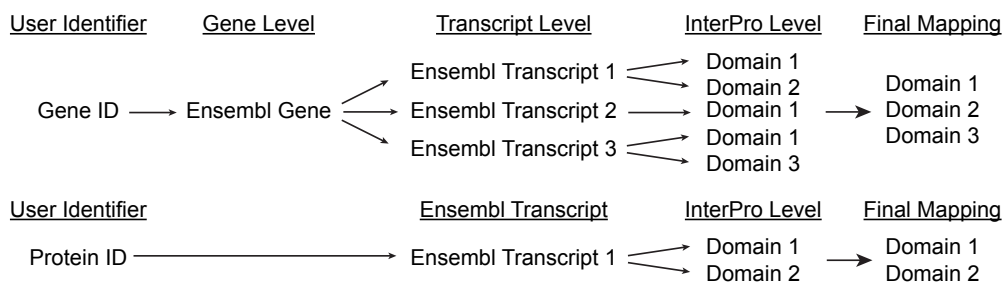 User Identifier Gene Level Transcript Level InterPro Level Final Mapping
Domain 1
Ensembl Transcript 1
Domain 2
Domain 1
Gene ID Ensembl Gene Ensembl Transcript 2 Domain 1 Domain 2
Domain 1
Ensembl Transcript 3
Domain 3
Domain 3
User Identifier Ensembl Transcript InterPro Level Final Mapping
Domain 1 Domain 1
Protein ID Ensembl Transcript 1
Domain 2 Domain 2